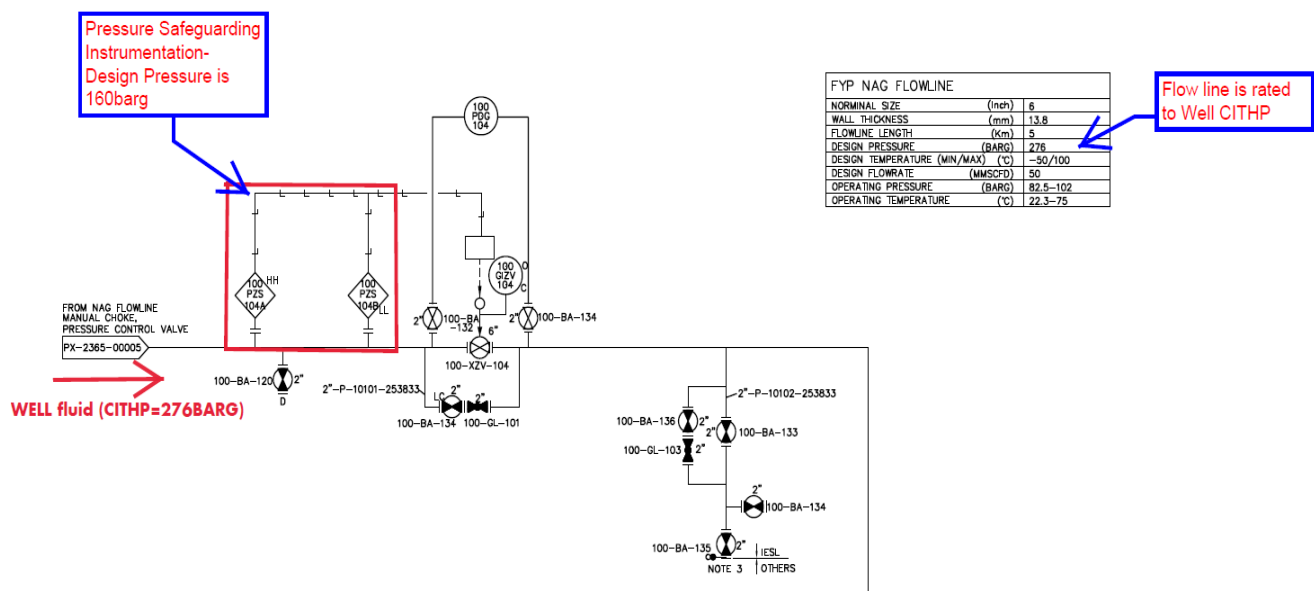 Pressure Safeguarding
Instrumentation-
Design Pressure is
160barg
FYP NAG FLOWLINE
NORMINAL SIZE (Inch) 6
WALL THICKNESS (mm) 13.8
FLOWLINE LENGTH (Km) 5
DESIGN PRESSURE (BARG) 276
DESIGN TEMPERATURE (MIN/MAX) (°C) -50/100
DESIGN FLOWRATE (MMSCFD) 50
OPERATING PRESSURE (BARG) 82.5-102
OPERATING TEMPERATURE (°C) 22.3-75
Flow line is rated
to Well CITHP
100
PDG
104
100
GIZV
104
O
C
100
PZS
104A
HH
100
PZS
104B
LL
FROM NAG FLOWLINE
MANUAL CHOKE,
PRESSURE CONTROL VALVE
PX-2365-00005
WELL fluid (CITHP=276BARG)
2" 100-BA
-132
6"
2" 100-BA-134
100-XZV-104
100-BA-120 2"
D
2"-P-10101-253833
LC 2" 2"
100-BA-134 100-GL-101
2"-P-10102-253833
100-BA-136 2"
2" 100-BA-133
100-GL-103 2"
2"
100-BA-134
100-BA-135 2"
IESL
NOTE 3 OTHERS